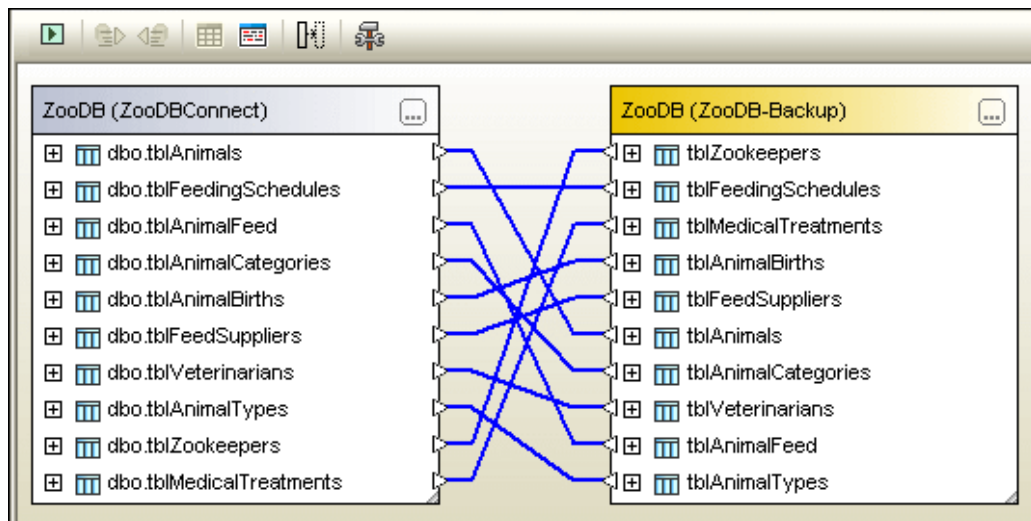 ZooDB (ZooDBConnect)
...
dbo.tblAnimals
dbo.tblFeedingSchedules
dbo.tblAnimalFeed
dbo.tblAnimalCategories
dbo.tblAnimalBirths
dbo.tblFeedSuppliers
dbo.tblVeterinarians
dbo.tblAnimalTypes
dbo.tblZookeepers
dbo.tblMedicalTreatments
ZooDB (ZooDB-Backup)
...
tblZookeepers
tblFeedingSchedules
tblMedicalTreatments
tblAnimalBirths
tblFeedSuppliers
tblAnimals
tblAnimalCategories
tblVeterinarians
tblAnimalFeed
tblAnimalTypes